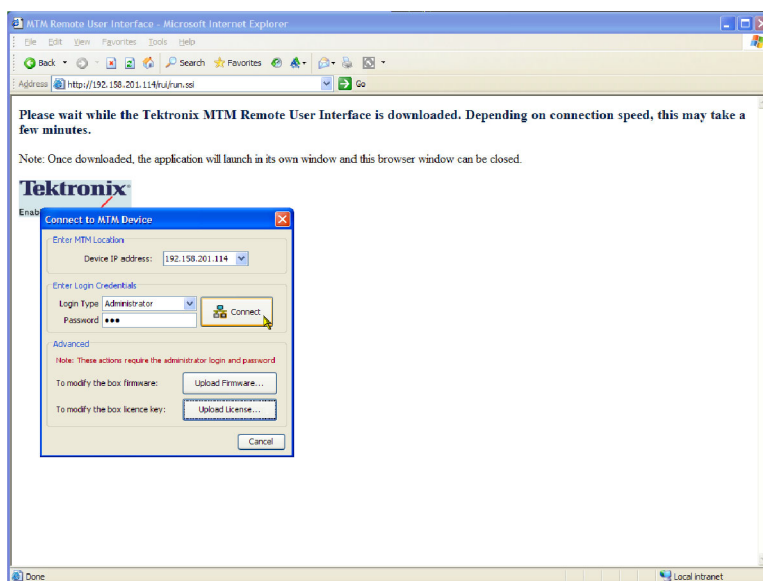 MTM Remote User Interface - Microsoft Internet Explorer
File Edit View Favorites Tools Help
Back Search Favorites
Address http://192.158.201.114/rui/run.ssi Go
Please wait while the Tektronix MTM Remote User Interface is downloaded. Depending on connection speed, this may take a
few minutes.
Note: Once downloaded, the application will launch in its own window and this browser window can be closed.
Tektronix
Enab
Connect to MTM Device
Enter MTM Location
Device IP address: 192.158.201.114
Enter Login Credentials
Login Type Administrator
Connect
Password •••
Advanced
Note: These actions require the administrator login and password
To modify the box firmware: Upload Firmware...
To modify the box licence key: Upload License...
Cancel
Done Local intranet